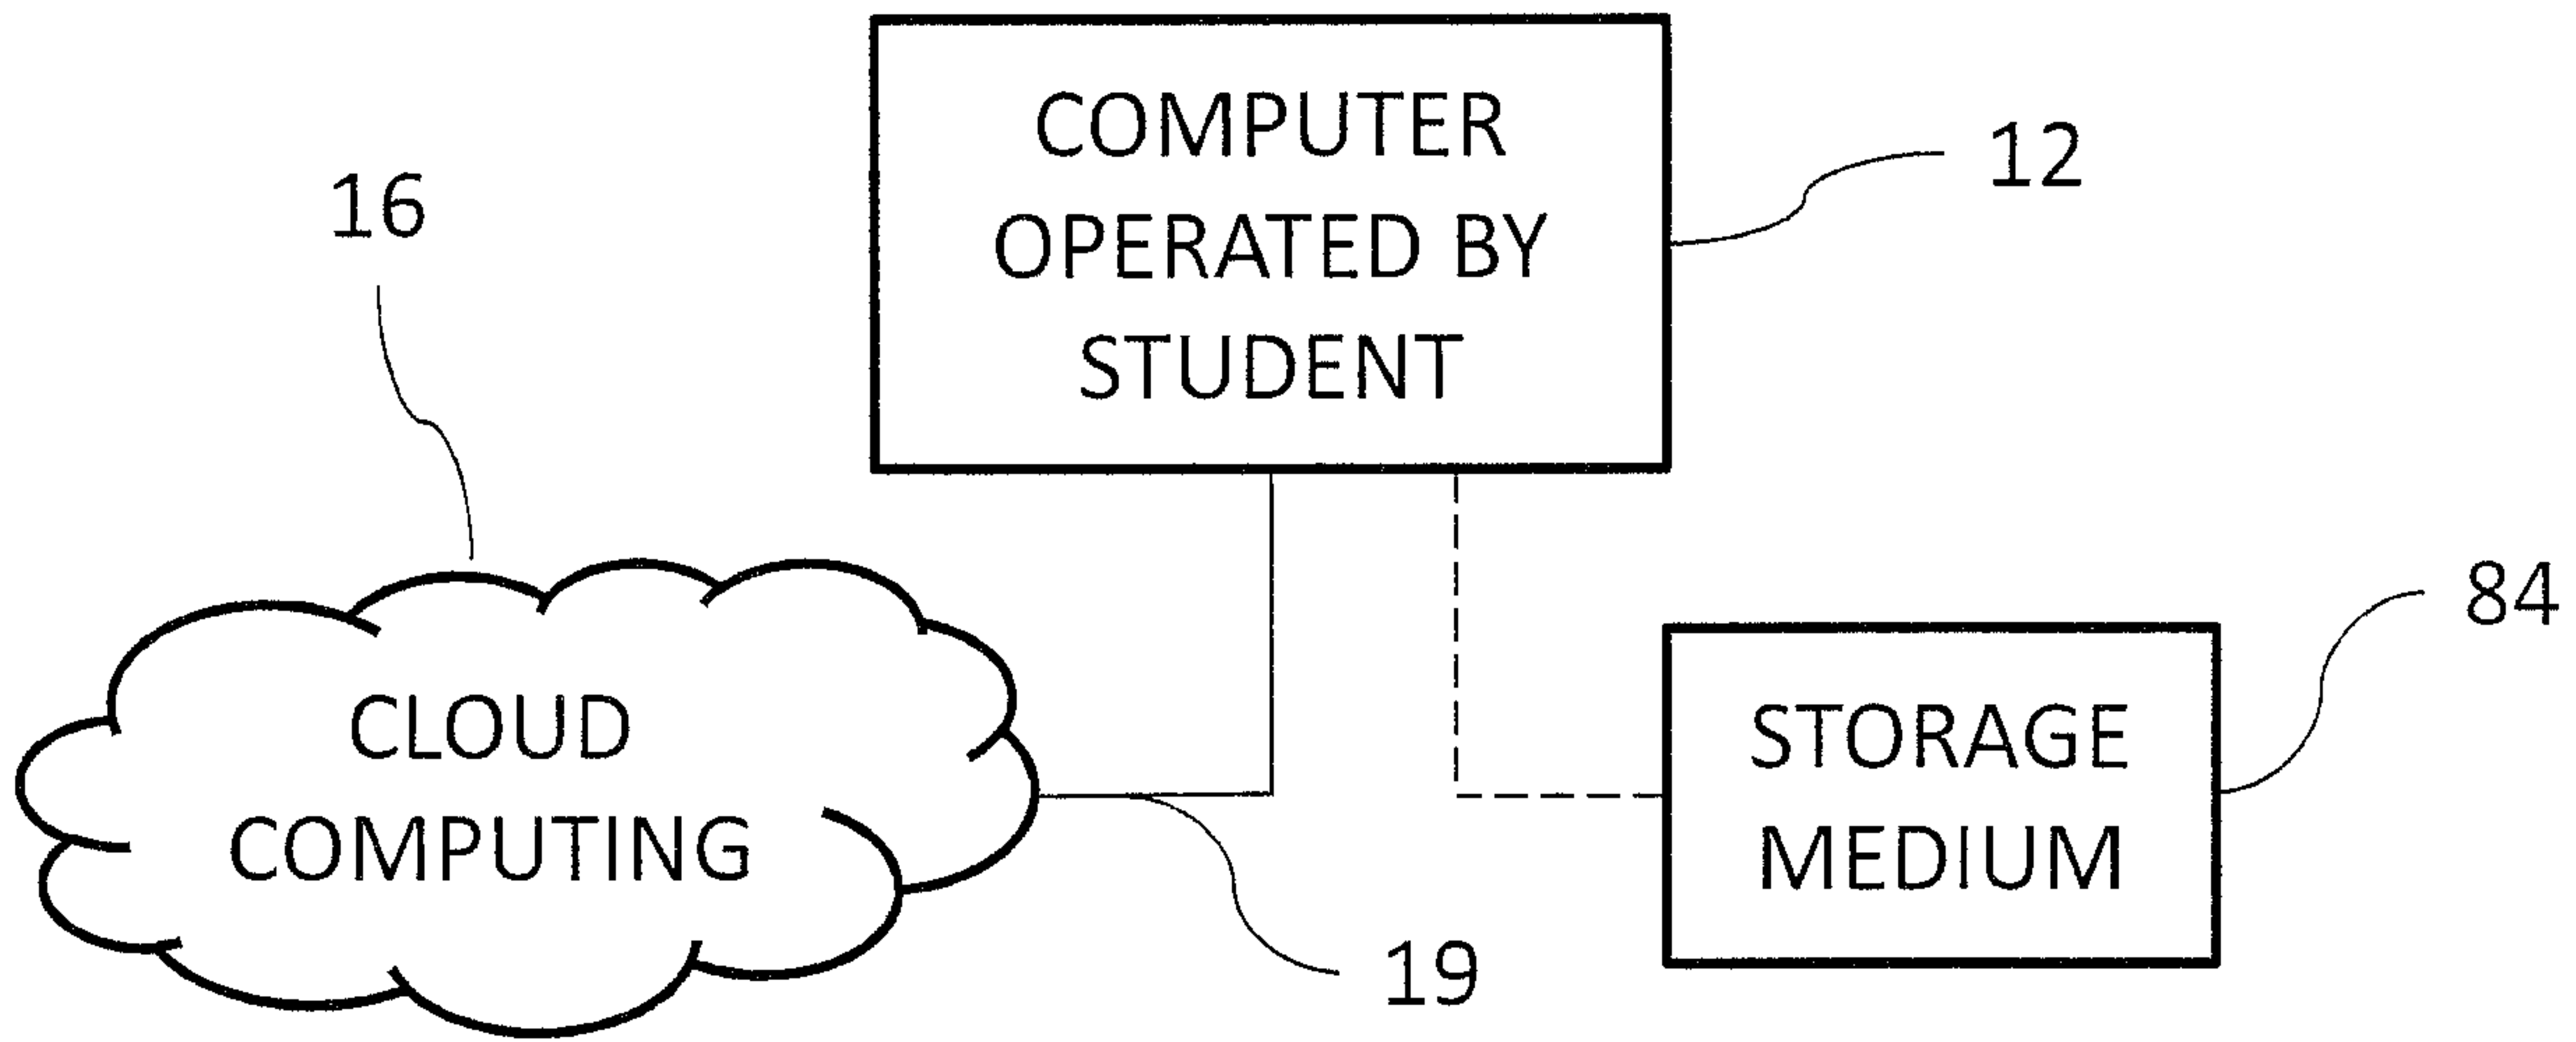 COMPUTER
OPERATED BY
STUDENT
12
16
84
CLOUD
COMPUTING
STORAGE
MEDIUM
19